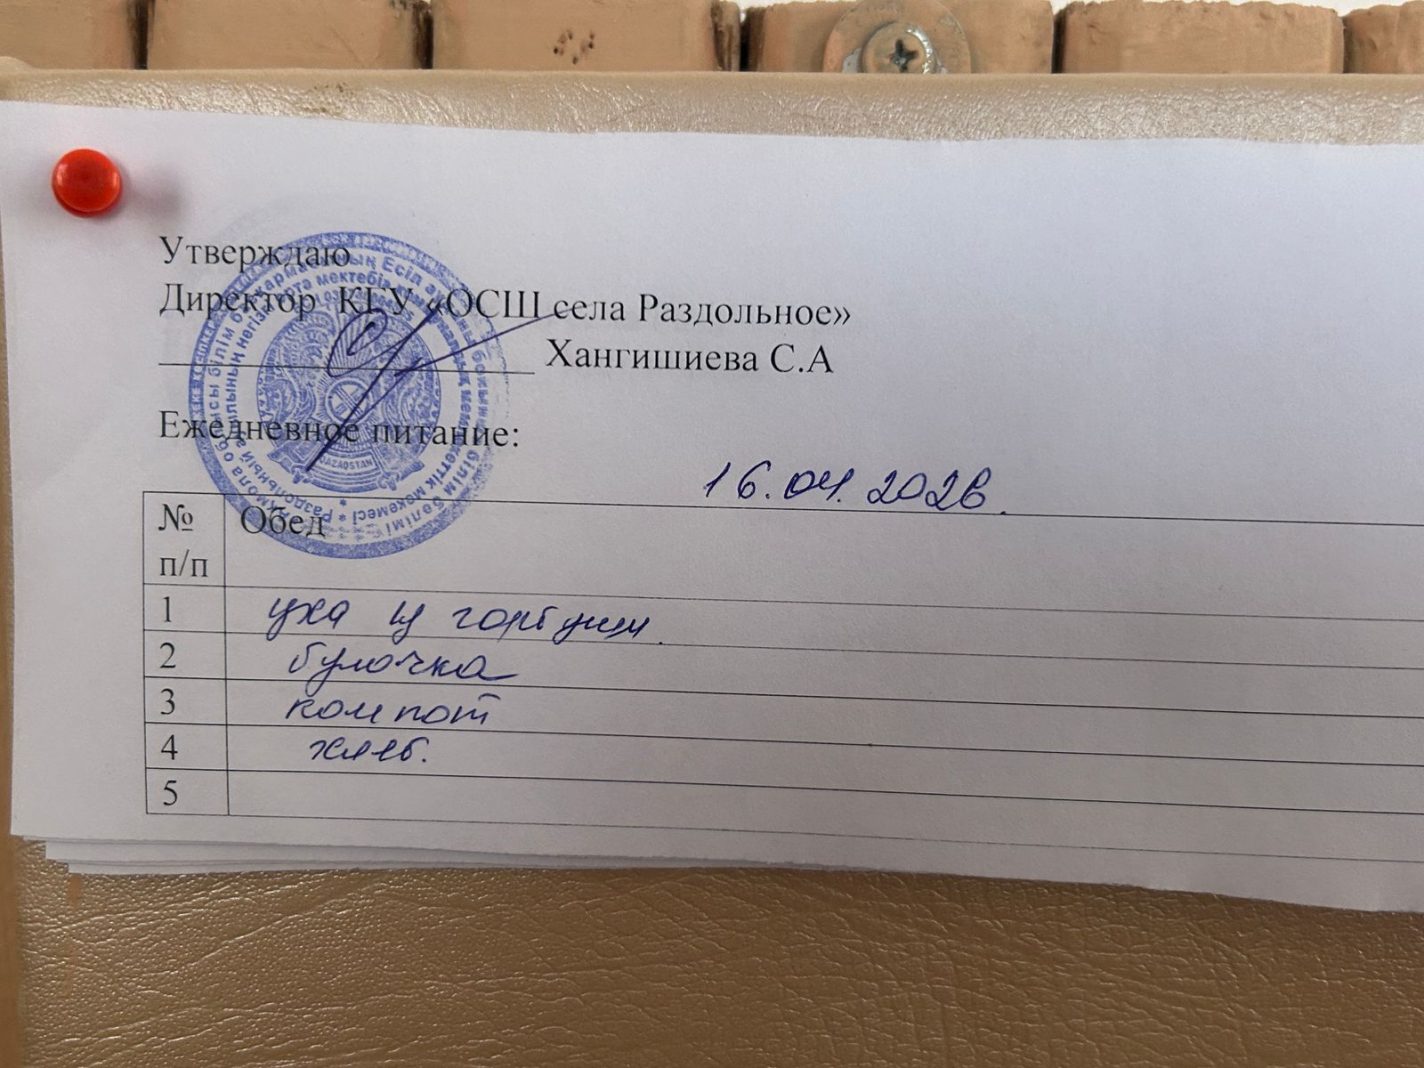 Утверждаю
Директор КГУ «ОСШ села Раздольное»
Хангишиева С.А
Ежедневное питание:
16.04.2026.
№ п/п Обед
1 уха из горбуши.
2 булочка
3 компот
4 хлеб.
5
QAZAQSTAN